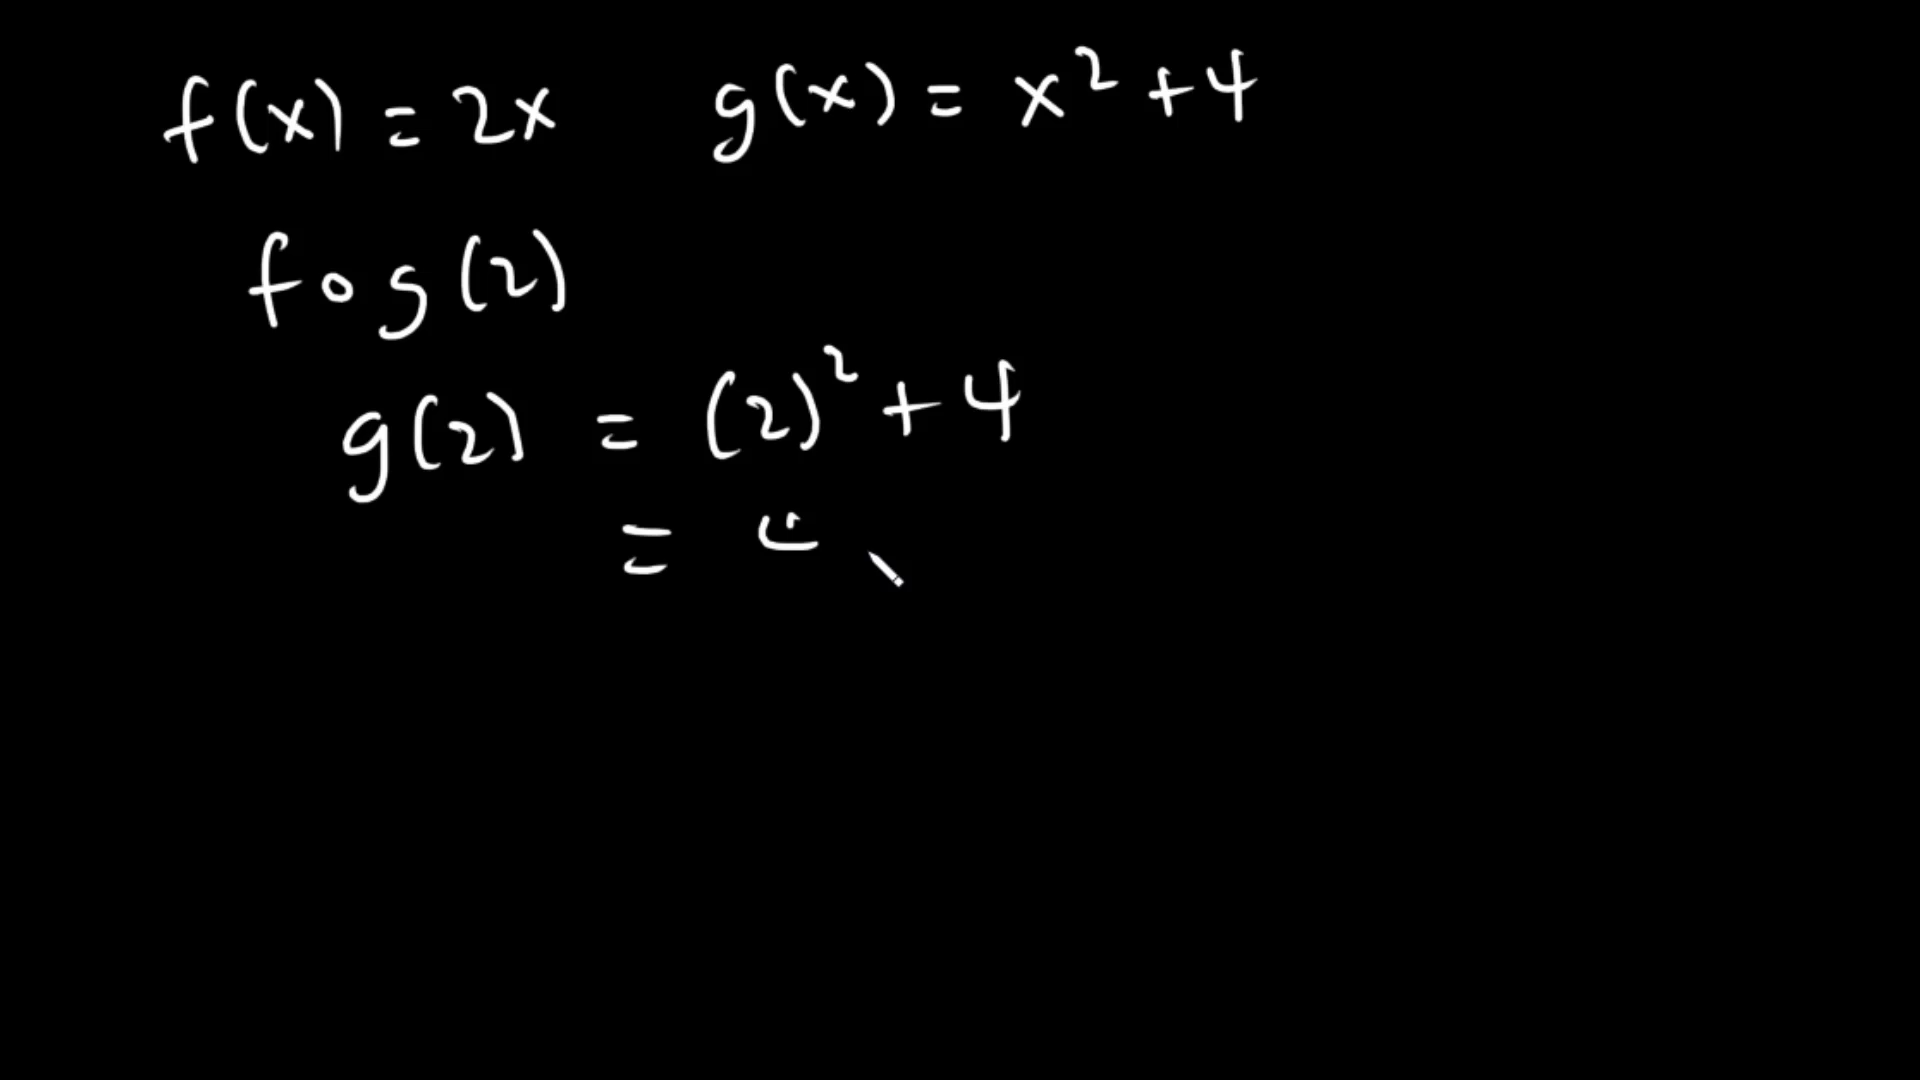 f(x) = 2x g(x) = x² + 4
f o g (2)
g(2) = (2)² + 4
=